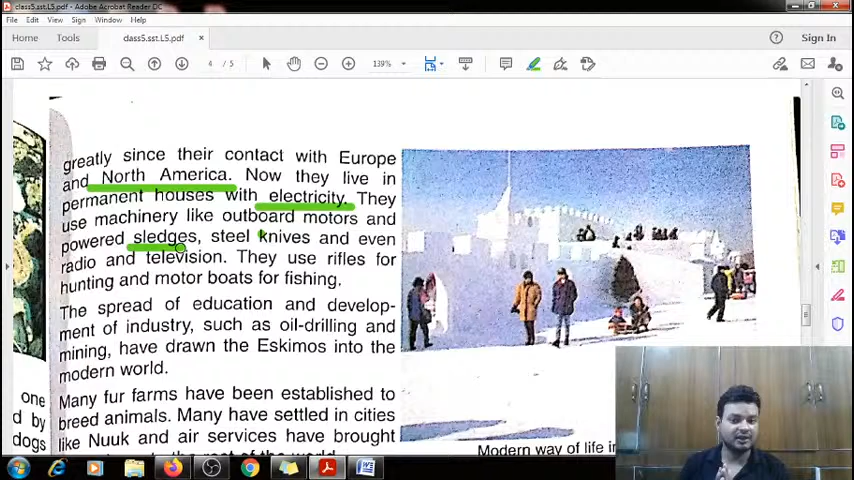 class5.sst.L5.pdf - Adobe Acrobat Reader DC
File Edit View Sign Window Help
Home Tools class5.sst.L5.pdf × Sign In
4 / 5 139%
greatly since their contact with Europe
and North America. Now they live in
permanent houses with electricity. They
use machinery like outboard motors and
powered sledges, steel knives and even
radio and television. They use rifles for
hunting and motor boats for fishing.
The spread of education and develop-
ment of industry, such as oil-drilling and
mining, have drawn the Eskimos into the
modern world.
Many fur farms have been established to
breed animals. Many have settled in cities
like Nuuk and air services have brought
one
d by
dogs
Modern way of life in